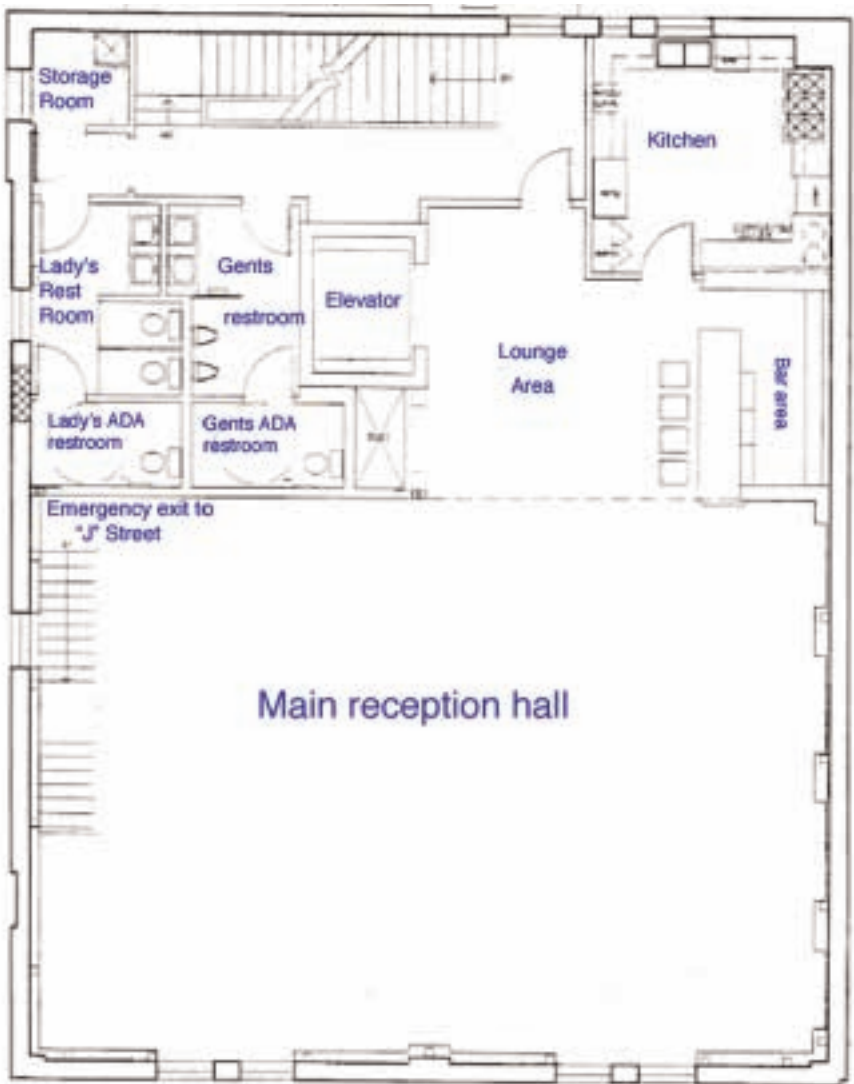 Storage
Room
Kitchen
Lady's
Rest
Room
Gents
restroom
Elevator
Lounge
Area
Bar area
Lady's ADA
restroom
Gents ADA
restroom
Emergency exit to
"J" Street
Main reception hall